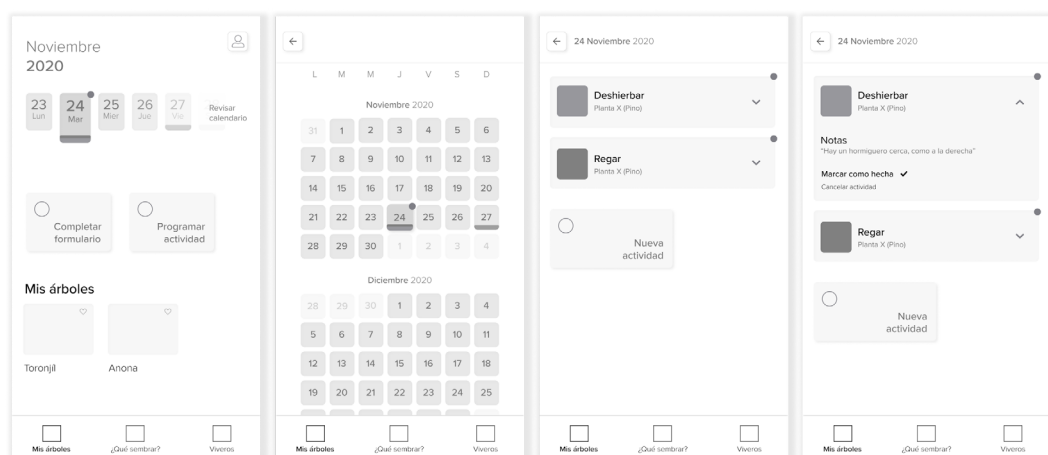 Noviembre
2020
23 24 25 26 27
Lun Mar Mier Jue Vie
Revisar
calendario
Completar
formulario
Programar
actividad
Mis árboles
Toronjíl Anona
Mis árboles ¿Qué sembrar? Viveros
L M M J V S D
Noviembre 2020
31 1 2 3 4 5 6
7 8 9 10 11 12 13
14 15 16 17 18 19 20
21 22 23 24 25 26 27
28 29 30 1 2 3 4
Diciembre 2020
28 29 30 1 2 3 4
5 6 7 8 9 10 11
12 13 14 15 16 17 18
19 20 21 22 23 24 25
Mis árboles ¿Qué sembrar? Viveros
24 Noviembre 2020
Deshierbar
Planta X (Pino)
Regar
Planta X (Pino)
Nueva
actividad
Mis árboles ¿Qué sembrar? Viveros
24 Noviembre 2020
Deshierbar
Planta X (Pino)
Notas
"Hay un hormiguero cerca, como a la derecha"
Marcar como hecha
Cancelar actividad
Regar
Planta X (Pino)
Nueva
actividad
Mis árboles ¿Qué sembrar? Viveros